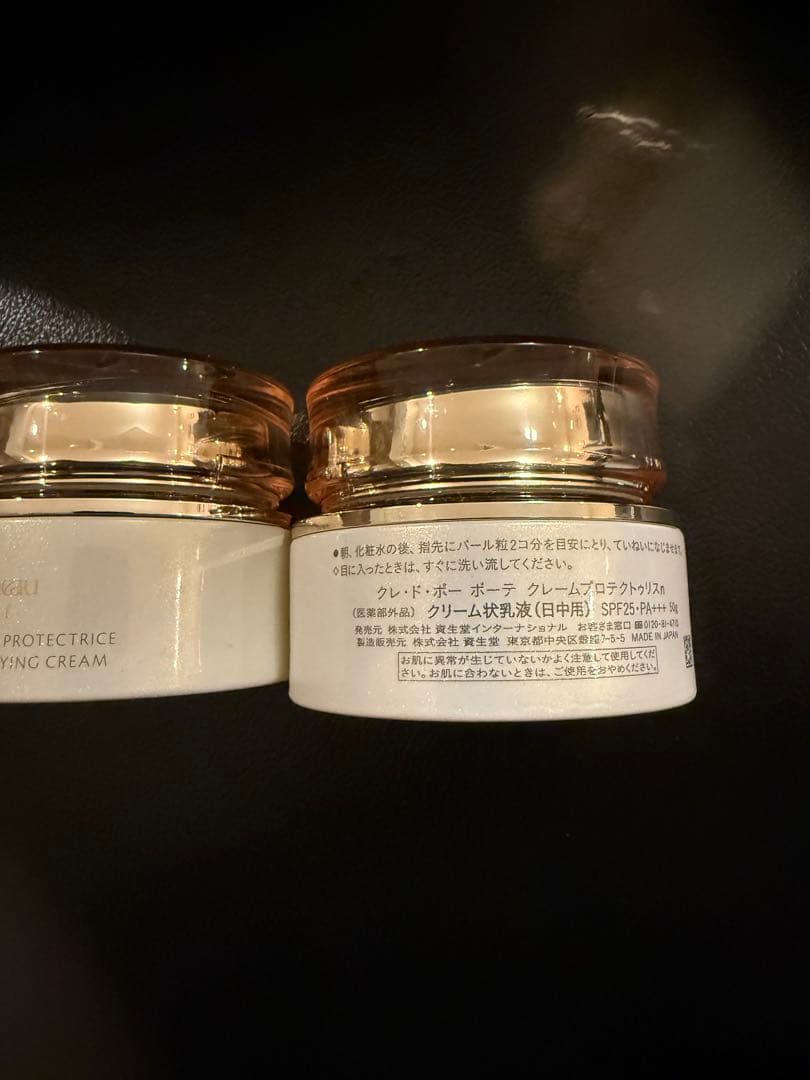 eau
PROTECTRICE
YING CREAM
●朝、化粧水の後、指先にパール粒2コ分を目安にとり、ていねいになじませます。
◇目に入ったときは、すぐに洗い流してください。
クレ・ド・ポー ボーテ クレームプロテクトゥリスn
(医薬部外品) クリーム状乳液(日中用) SPF25・PA+++ 50g
発売元 株式会社 資生堂インターナショナル お客さま窓口 0120-81-4710
製造販売元 株式会社 資生堂 東京都中央区銀座7-5-5 MADE IN JAPAN
お肌に異常が生じていないかよく注意して使用してくだ
さい。お肌に合わないときは、ご使用をおやめください。